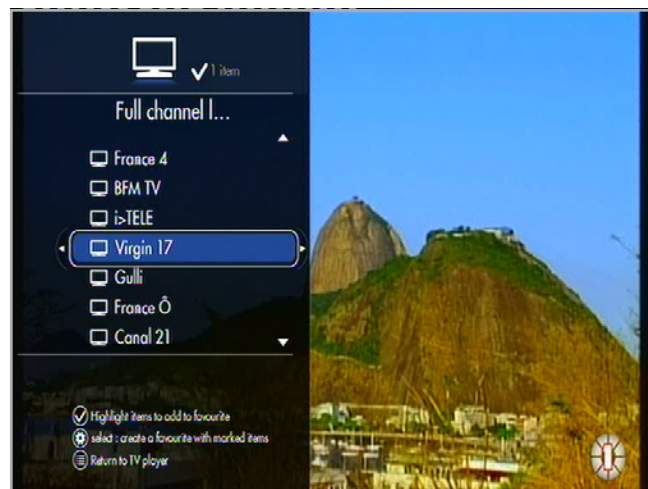 1 item
Full channel l...
France 4
BFM TV
i>TELE
Virgin 17
Gulli
France Ô
Canal 21
Highlight items to add to favourite
select : create a favourite with marked items
Return to TV player